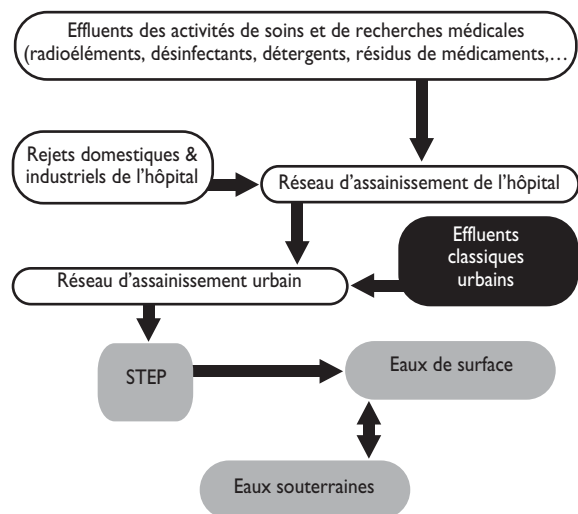 Effluents des activités de soins et de recherches médicales
(radioéléments, désinfectants, détergents, résidus de médicaments,...
Rejets domestiques &
industriels de l'hôpital
Réseau d'assainissement de l'hôpital
Effluents
classiques
urbains
Réseau d'assainissement urbain
STEP
Eaux de surface
Eaux souterraines